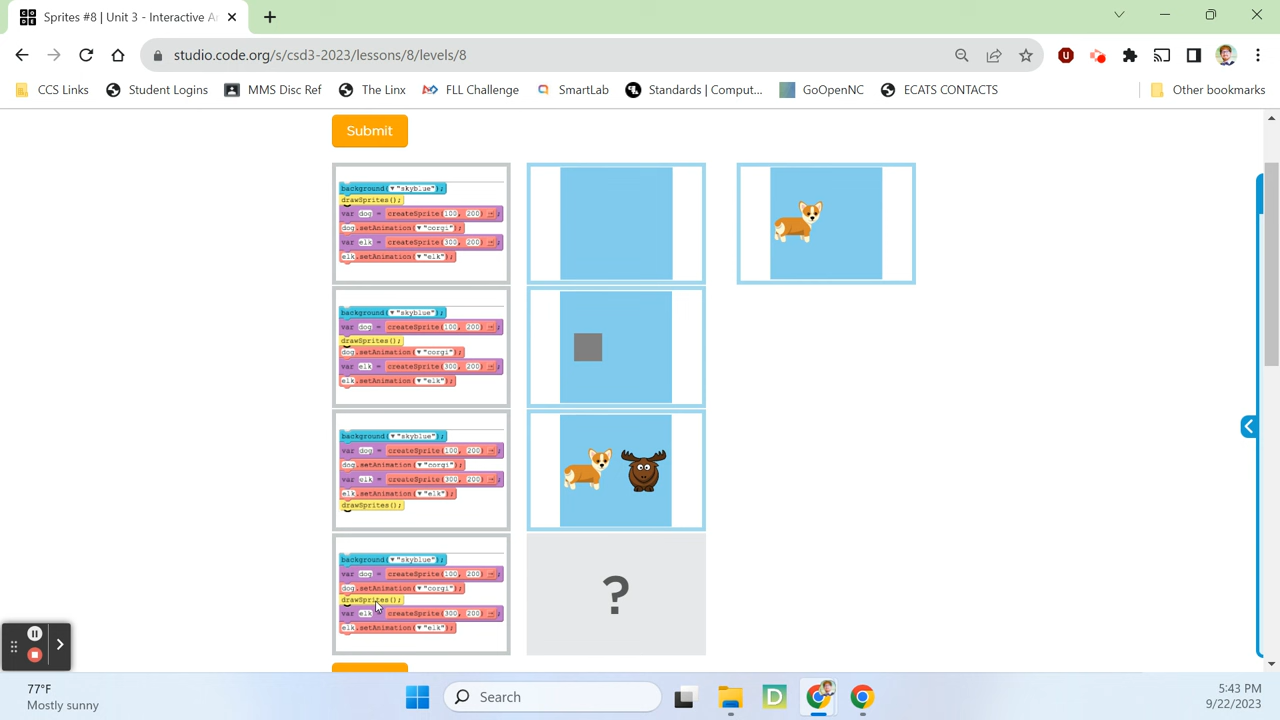 Sprites #8 | Unit 3 - Interactive An
studio.code.org/s/csd3-2023/lessons/8/levels/8
CCS Links Student Logins MMS Disc Ref The Linx FLL Challenge SmartLab Standards | Comput... GoOpenNC ECATS CONTACTS Other bookmarks
Submit
background("skyblue");
drawSprites();
var dog = createSprite(100, 200);
dog.setAnimation("corgi");
var elk = createSprite(300, 200);
elk.setAnimation("elk");
background("skyblue");
var dog = createSprite(100, 200);
drawSprites();
dog.setAnimation("corgi");
var elk = createSprite(300, 200);
elk.setAnimation("elk");
background("skyblue");
var dog = createSprite(100, 200);
dog.setAnimation("corgi");
var elk = createSprite(300, 200);
elk.setAnimation("elk");
drawSprites();
background("skyblue");
var dog = createSprite(100, 200);
dog.setAnimation("corgi");
drawSprites();
var elk = createSprite(300, 200);
elk.setAnimation("elk");
?
77°F
Mostly sunny
Search
D
5:43 PM
9/22/2023